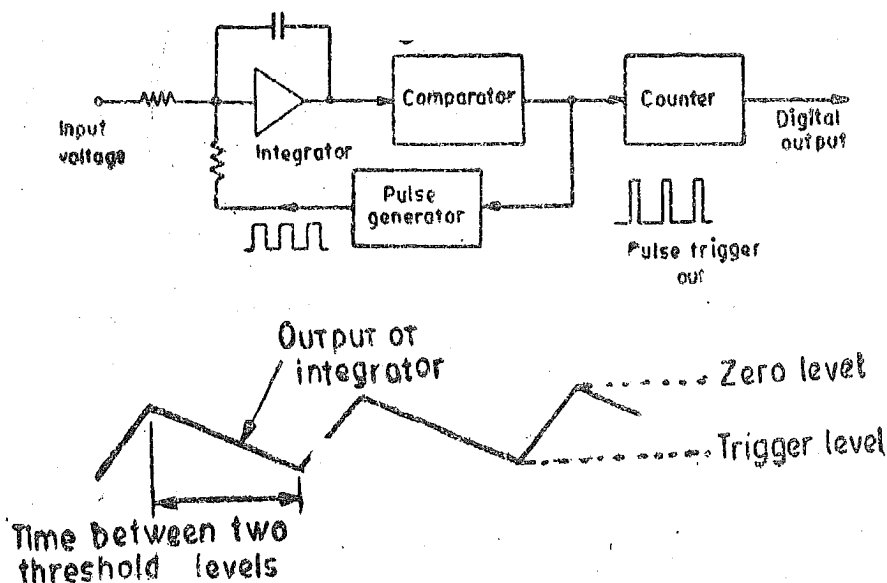 Input
voltage
Integrator
Comparator
Counter
Digital
output
Pulse
generator
Pulse trigger
out
Output of
integrator
Zero level
Trigger level
Time between two
threshold levels